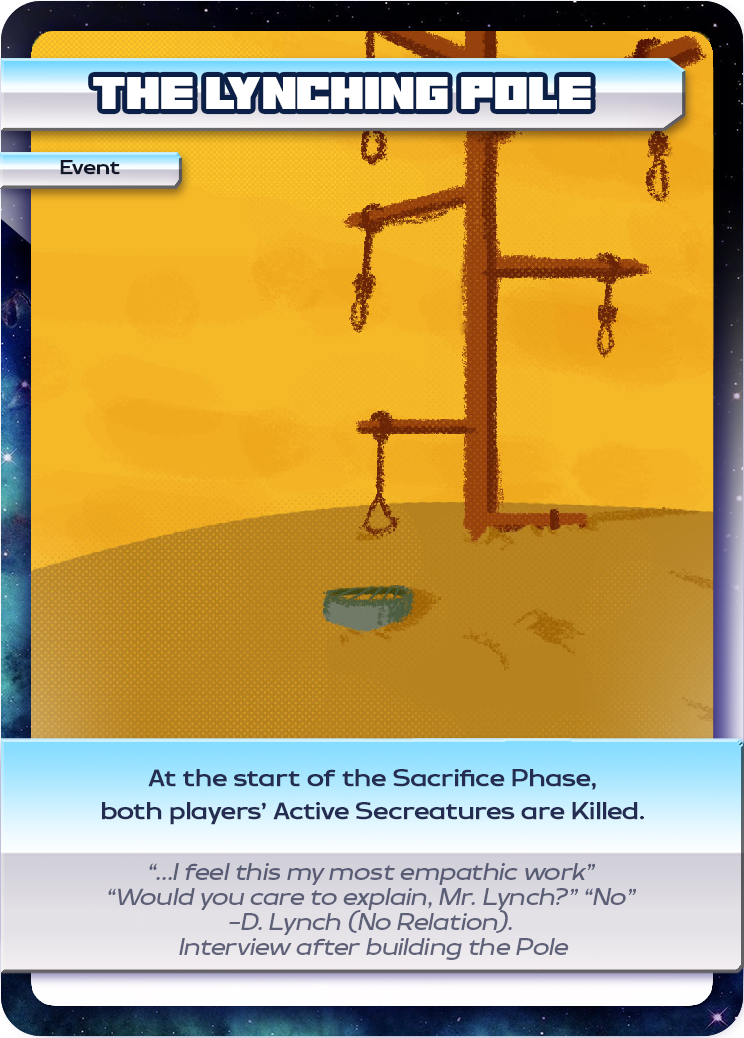 THE LYNCHING POLE
Event
At the start of the Sacrifice Phase,
both players’ Active Secreatures are Killed.
“...I feel this my most empathic work”
“Would you care to explain, Mr. Lynch?” “No”
–D. Lynch (No Relation).
Interview after building the Pole